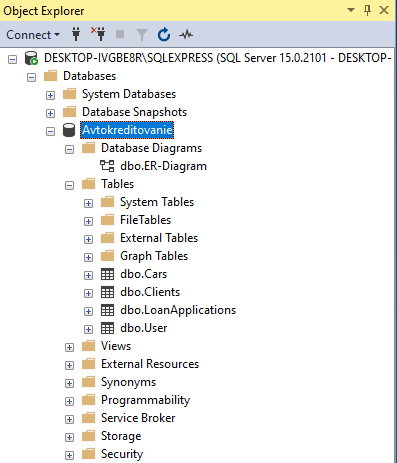 Object Explorer
Connect
DESKTOP-IVGBE8R\SQLEXPRESS (SQL Server 15.0.2101 - DESKTOP-
Databases
System Databases
Database Snapshots
Avtokreditovanie
Database Diagrams
dbo.ER-Diagram
Tables
System Tables
FileTables
External Tables
Graph Tables
dbo.Cars
dbo.Clients
dbo.LoanApplications
dbo.User
Views
External Resources
Synonyms
Programmability
Service Broker
Storage
Security